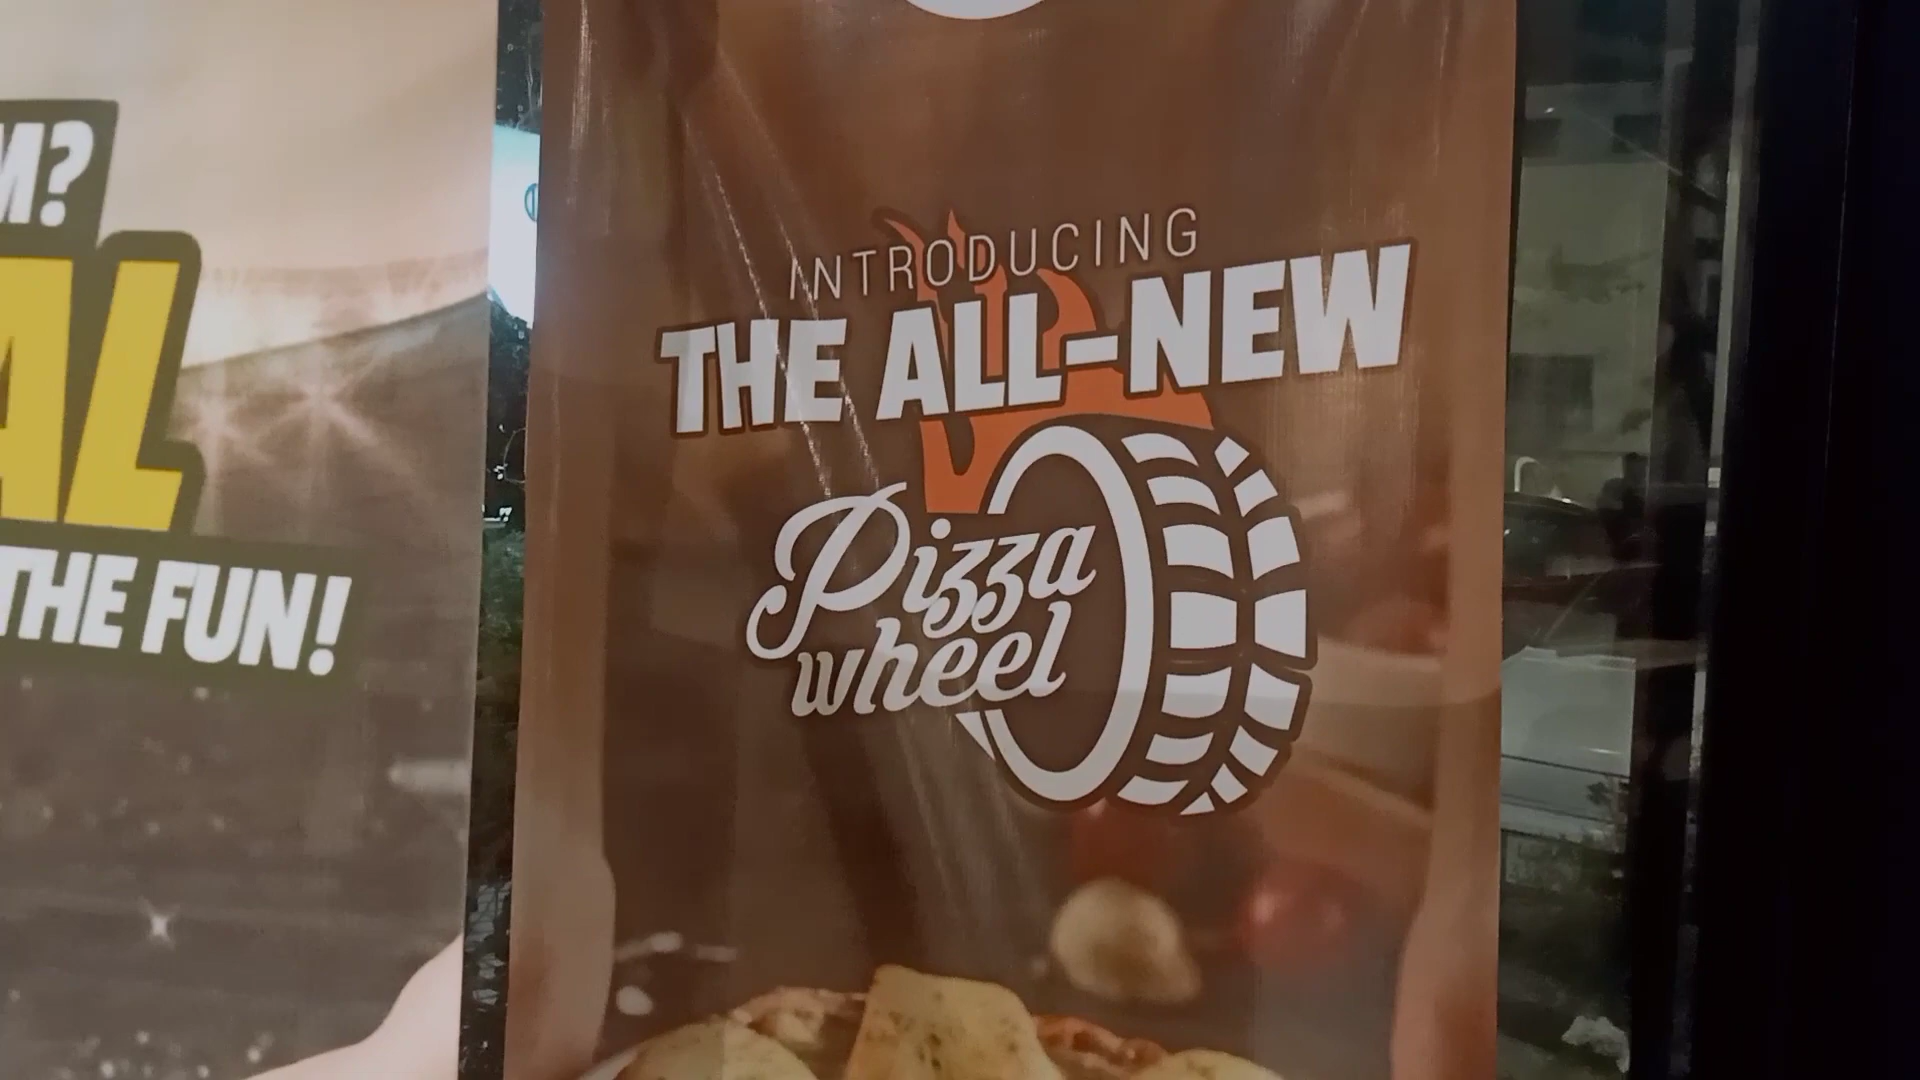 M?
AL
THE FUN!
INTRODUCING
THE ALL-NEW
Pizza
wheel